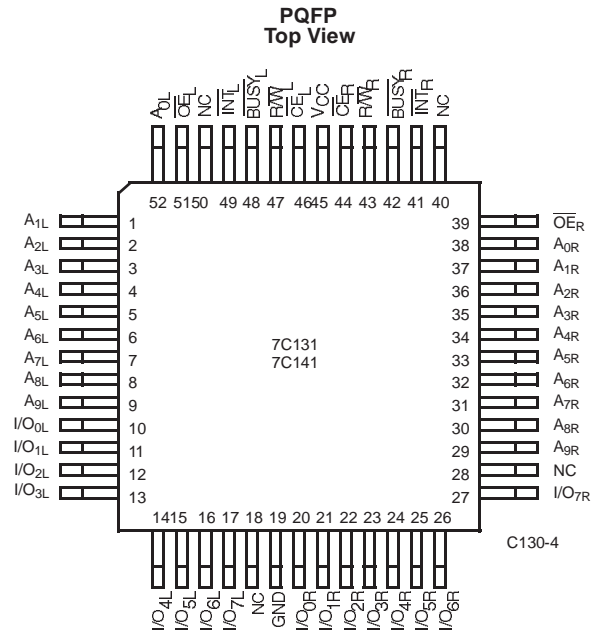 PQFP
Top View
A0L OEL NC INTL BUSYL R/WL CEL VCC CER R/WR BUSYR INTR NC
52 51 50 49 48 47 46 45 44 43 42 41 40
A1L 1 39 OER
A2L 2 38 A0R
A3L 3 37 A1R
A4L 4 36 A2R
A5L 5 35 A3R
A6L 6 34 A4R
7C131
A7L 7 33 A5R
7C141
A8L 8 32 A6R
A9L 9 31 A7R
I/O0L 10 30 A8R
I/O1L 11 29 A9R
I/O2L 12 28 NC
I/O3L 13 27 I/O7R
14 15 16 17 18 19 20 21 22 23 24 25 26
I/O4L I/O5L I/O6L I/O7L NC GND I/O0R I/O1R I/O2R I/O3R I/O4R I/O5R I/O6R
C130-4